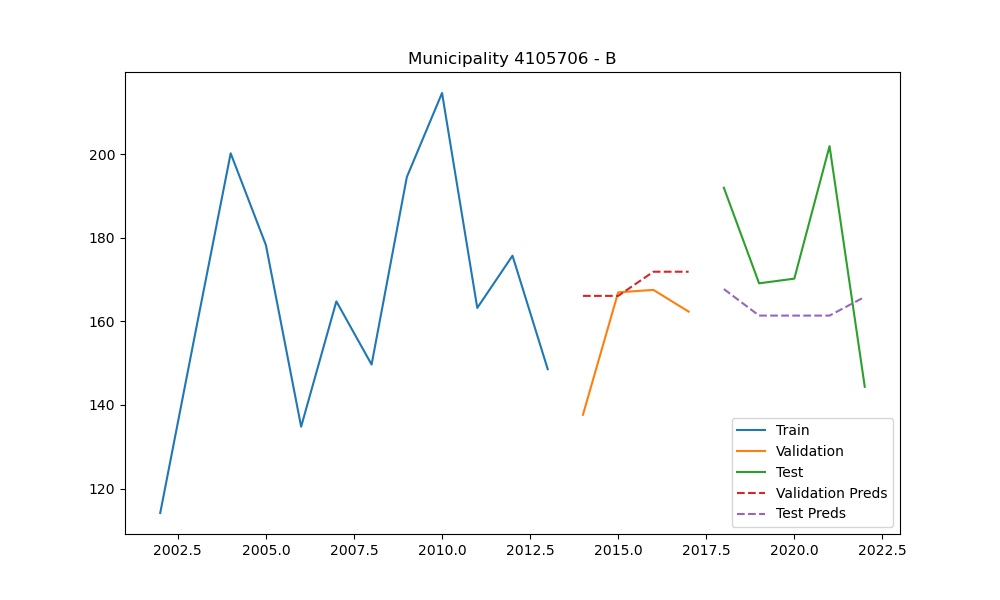 Municipality 4105706 - B
200
180
160
140
120
2002.5 2005.0 2007.5 2010.0 2012.5 2015.0 2017.5 2020.0 2022.5
Train
Validation
Test
Validation Preds
Test Preds